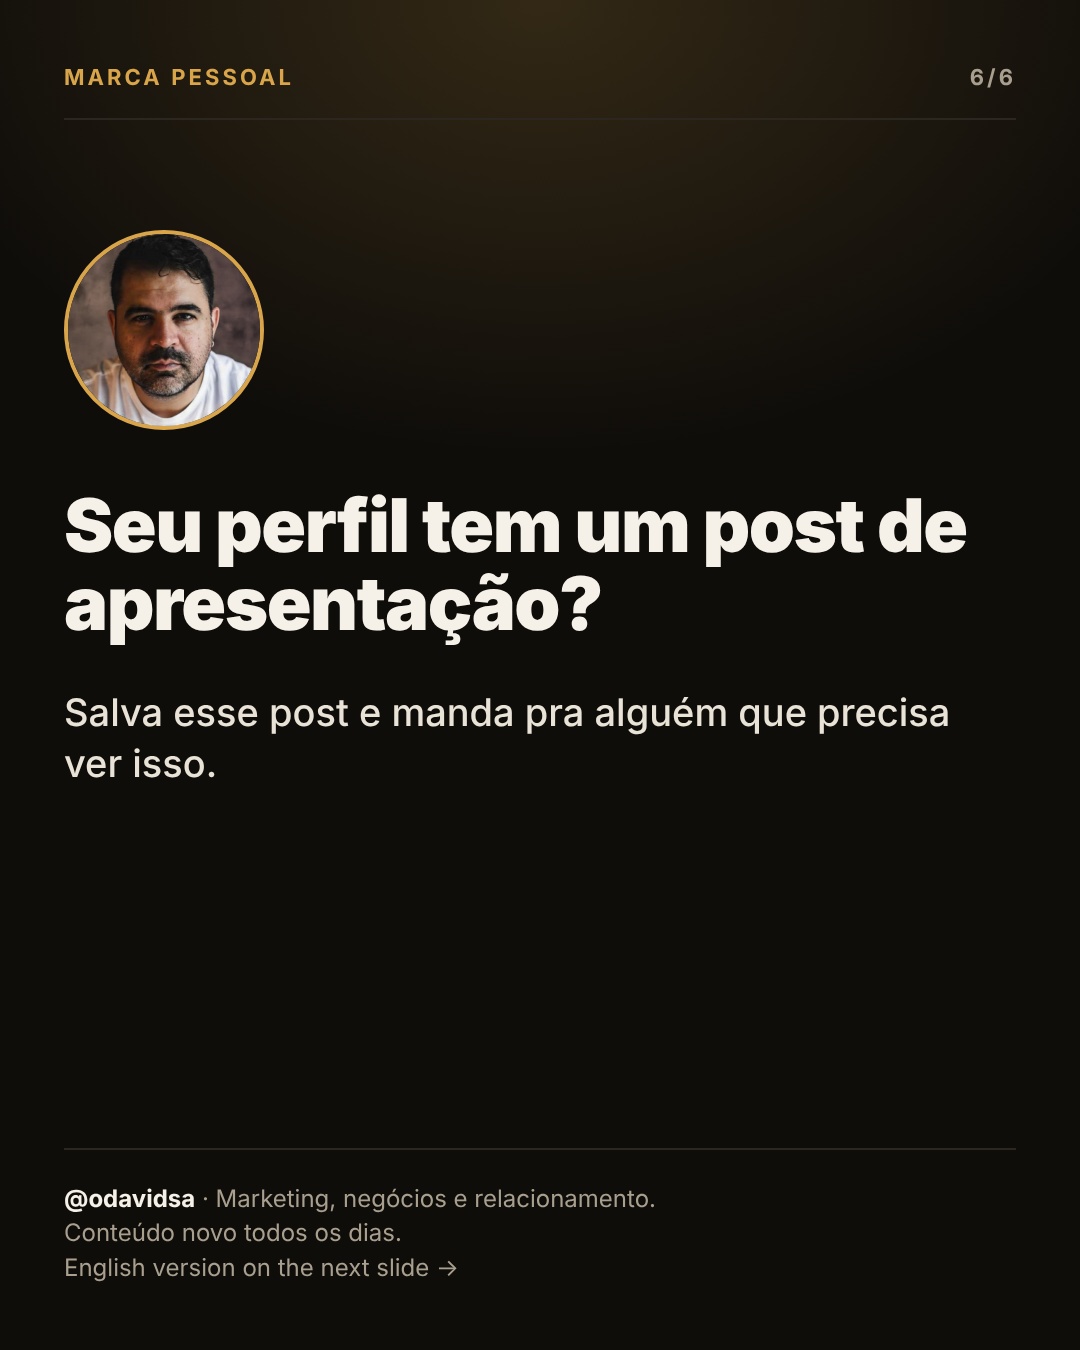 MARCA PESSOAL
6/6
Seu perfil tem um post de
apresentação?
Salva esse post e manda pra alguém que precisa
ver isso.
@odavidsa · Marketing, negócios e relacionamento.
Conteúdo novo todos os dias.
English version on the next slide →